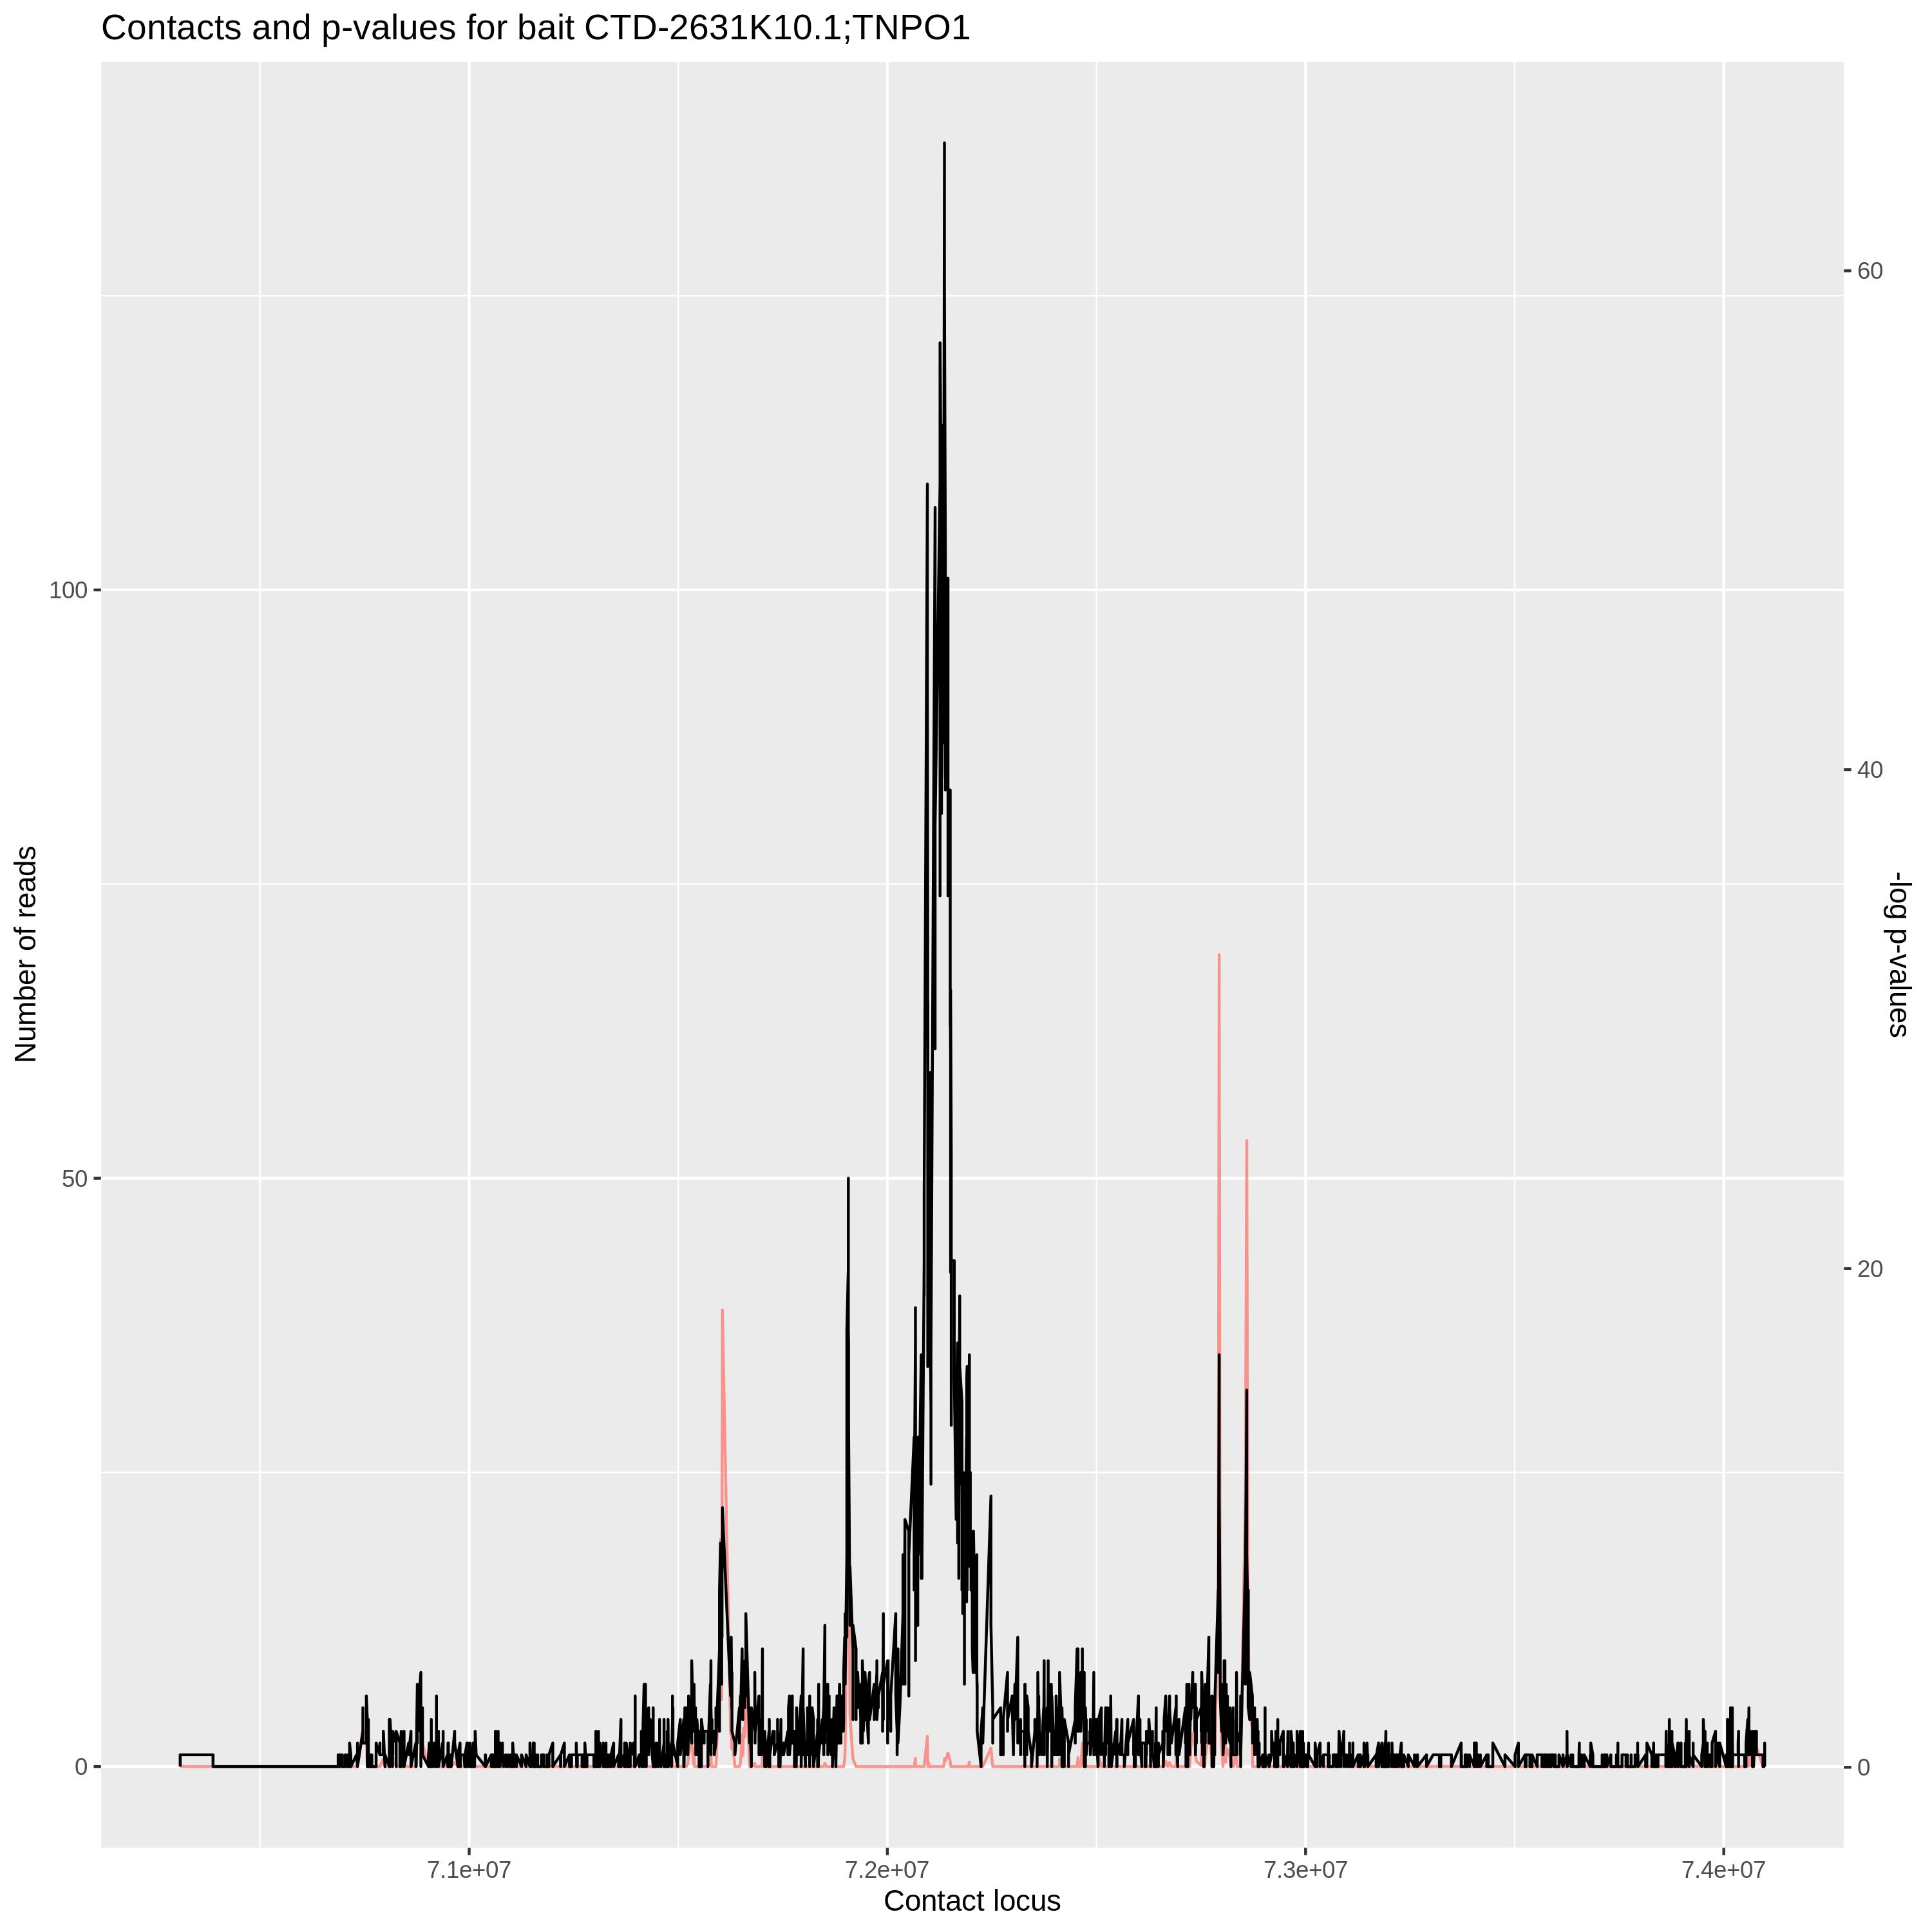 Contacts and p-values for bait CTD-2631K10.1;TNPO1
Number of reads
100
50
0
60
40
20
0
-log p-values
7.1e+07
7.2e+07
7.3e+07
7.4e+07
Contact locus